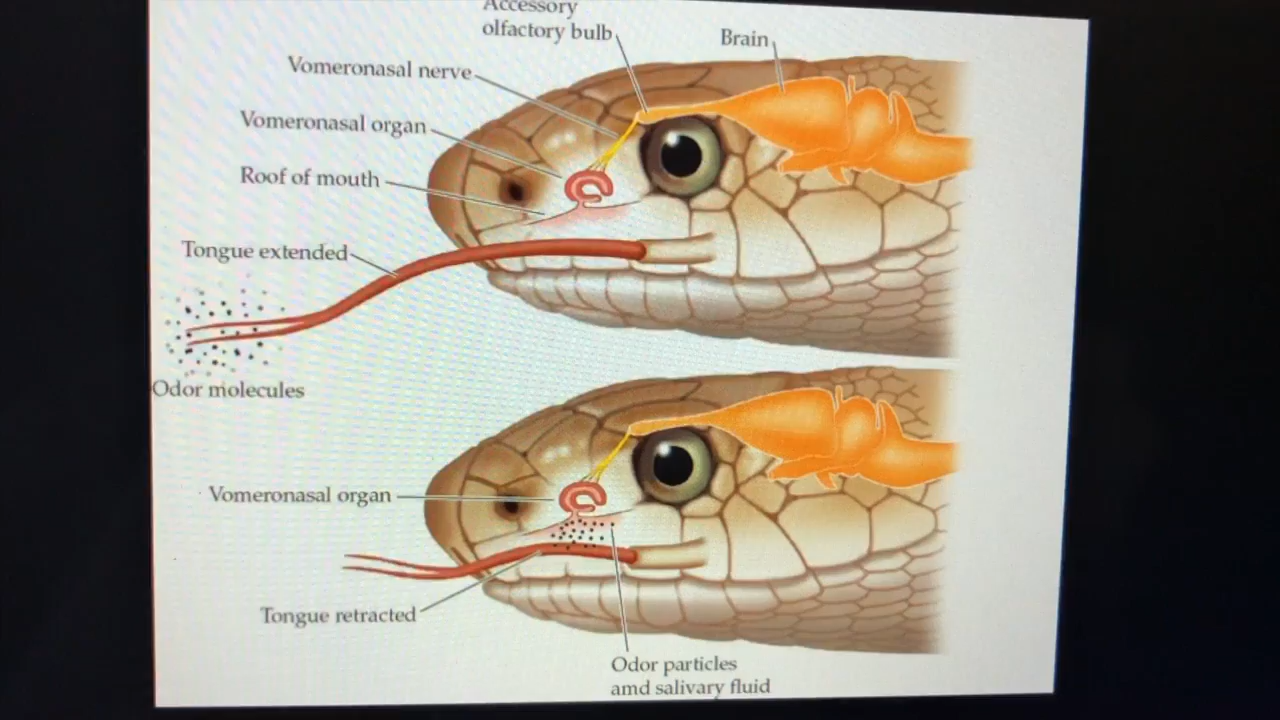 Accessory
olfactory bulb
Brain
Vomeronasal nerve
Vomeronasal organ
Roof of mouth
Tongue extended
Odor molecules
Vomeronasal organ
Tongue retracted
Odor particles
amd salivary fluid